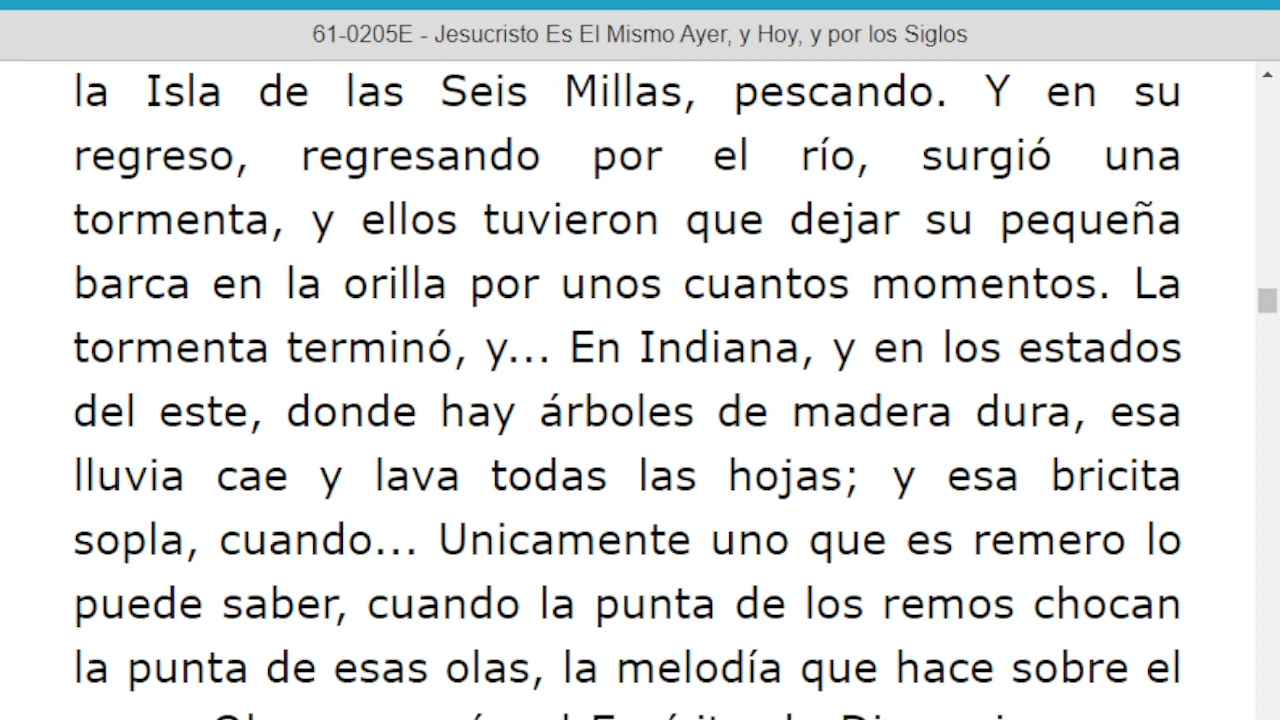 61-0205E - Jesucristo Es El Mismo Ayer, y Hoy, y por los Siglos
la Isla de las Seis Millas, pescando. Y en su
regreso, regresando por el río, surgió una
tormenta, y ellos tuvieron que dejar su pequeña
barca en la orilla por unos cuantos momentos. La
tormenta terminó, y... En Indiana, y en los estados
del este, donde hay árboles de madera dura, esa
lluvia cae y lava todas las hojas; y esa bricita
sopla, cuando... Unicamente uno que es remero lo
puede saber, cuando la punta de los remos chocan
la punta de esas olas, la melodía que hace sobre el